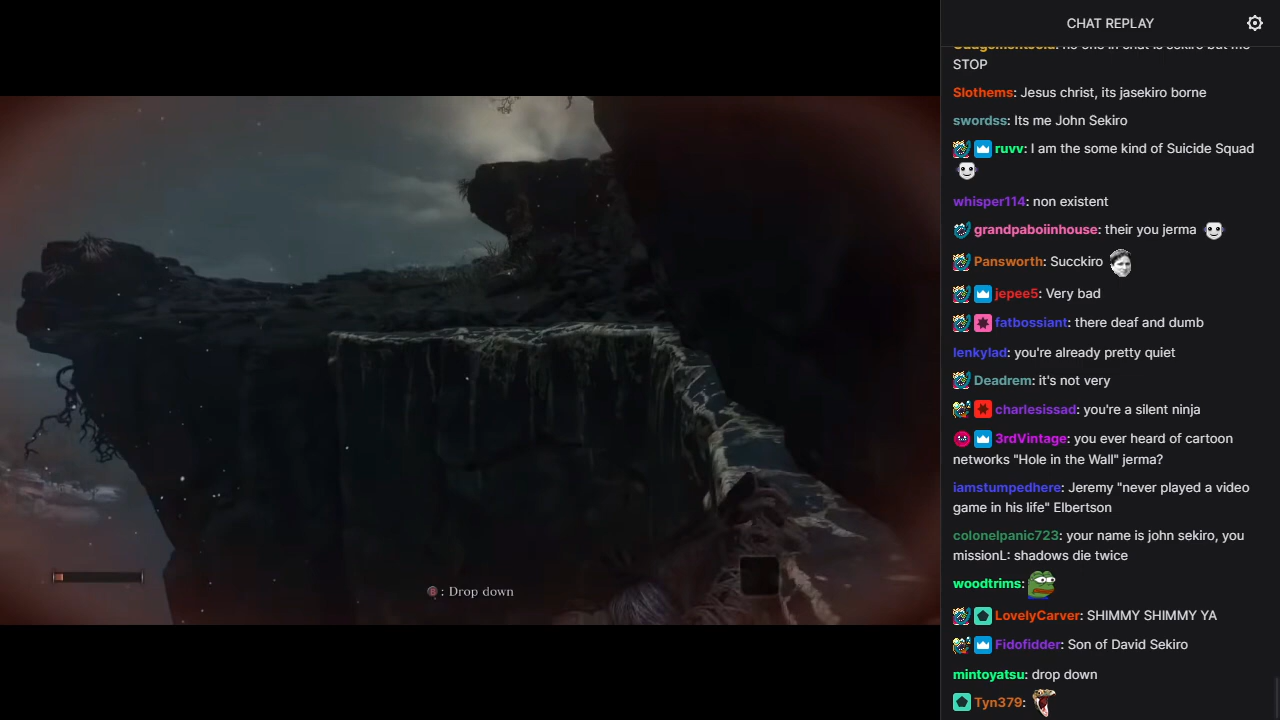 CHAT REPLAY
STOP
Slothems: Jesus christ, its jasekiro borne
swordss: Its me John Sekiro
ruvv: I am the some kind of Suicide Squad
whisper114: non existent
grandpaboiinhouse: their you jerma
Pansworth: Succkiro
jepee5: Very bad
fatbossiant: there deaf and dumb
lenkylad: you're already pretty quiet
Deadrem: it's not very
charlesissad: you're a silent ninja
3rdVintage: you ever heard of cartoon
networks "Hole in the Wall" jerma?
iamstumpedhere: Jeremy "never played a video
game in his life" Elbertson
colonelpanic723: your name is john sekiro, you
missionL: shadows die twice
woodtrims:
LovelyCarver: SHIMMY SHIMMY YA
Fidofidder: Son of David Sekiro
mintoyatsu: drop down
Tyn379:
: Drop down